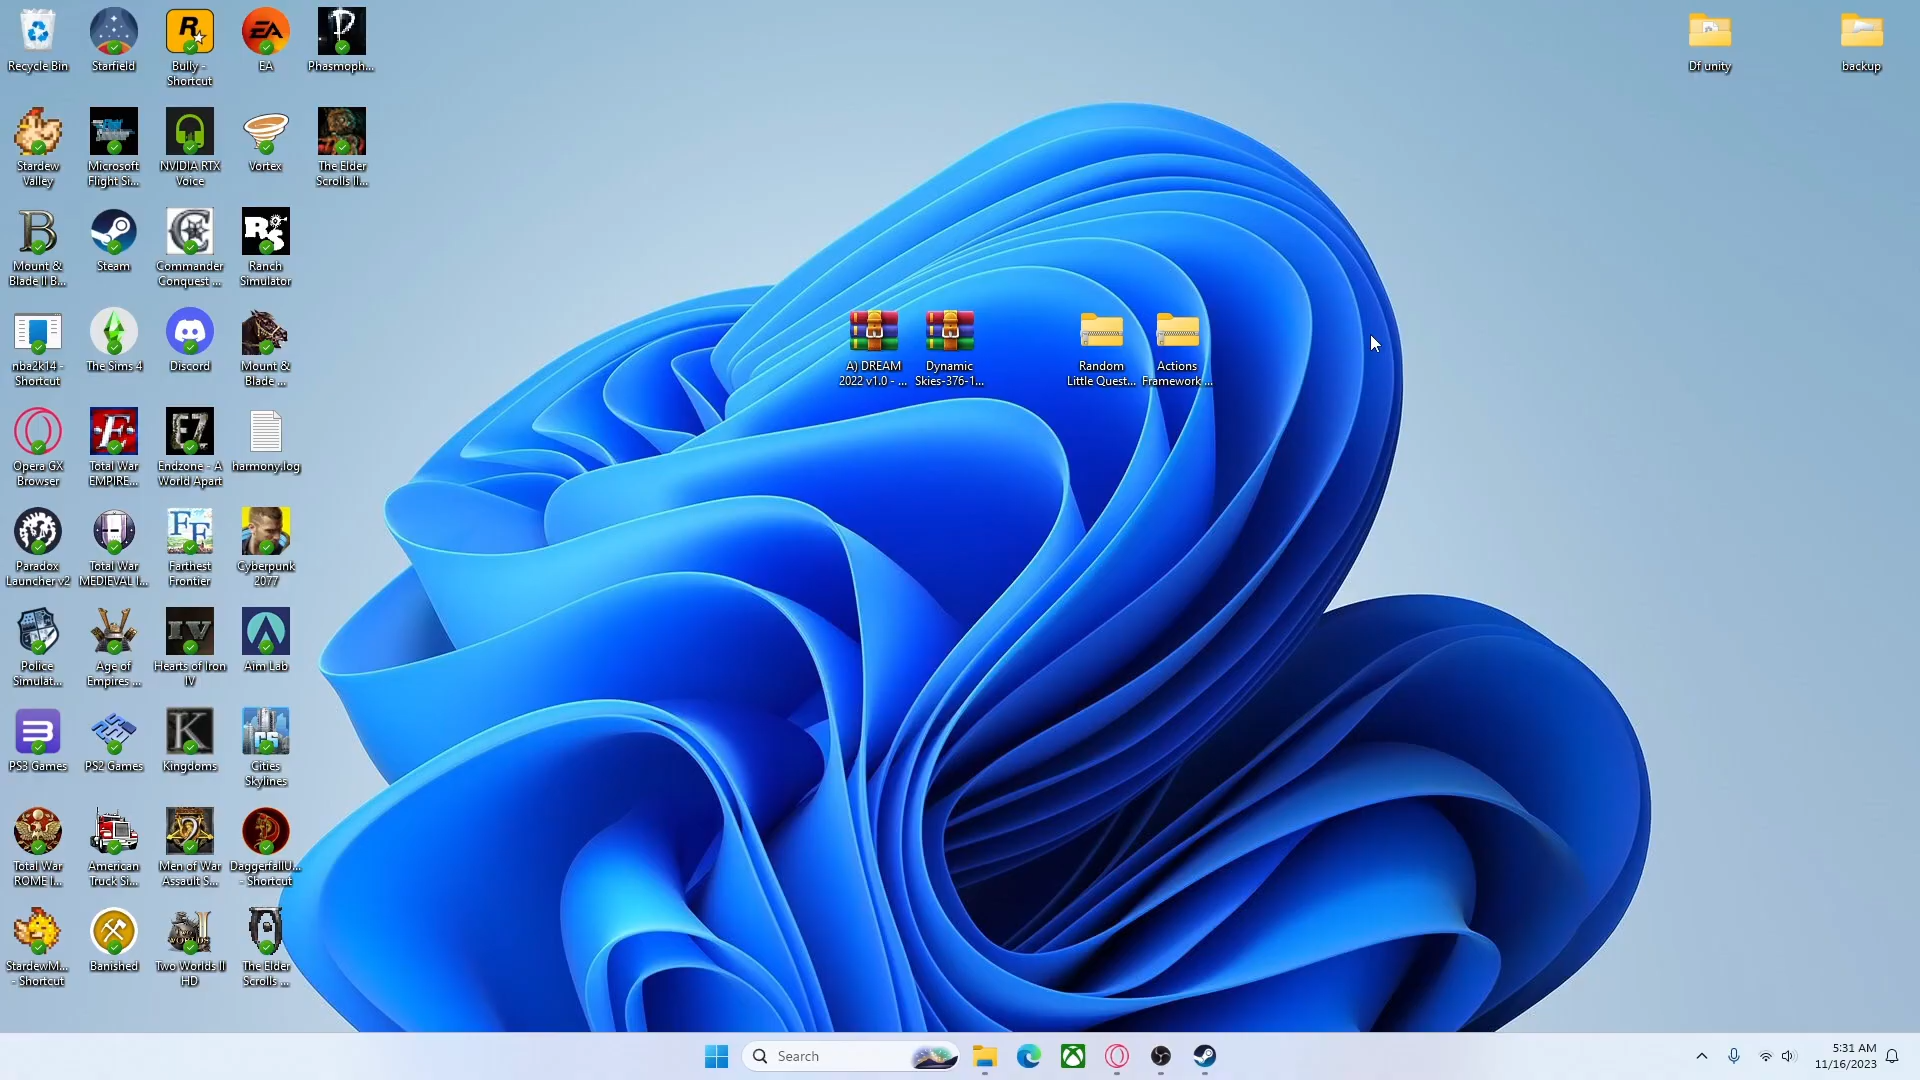 Recycle Bin
Starfield
Bully -
Shortcut
EA
Phasmoph...
Df unity
backup
Stardew
Valley
Microsoft
Flight Si...
NVIDIA RTX
Voice
Vortex
The Elder
Scrolls II...
Mount &
Blade II B...
Steam
Commander
Conquest ...
Ranch
Simulator
nba2k14 -
Shortcut
The Sims 4
Discord
Mount &
Blade ...
A) DREAM
2022 v1.0 - ...
Dynamic
Skies-376-1...
Random
Little Quest...
Actions
Framework ...
Opera GX
Browser
Total War
EMPIRE...
Endzone - A
World Apart
harmony.log
Paradox
Launcher v2
Total War
MEDIEVAL I...
Farthest
Frontier
Cyberpunk
2077
Police
Simulat...
Age of
Empires ...
Hearts of Iron
IV
Aim Lab
PS3 Games
PS2 Games
Kingdoms
Cities
Skylines
Total War
ROME I...
American
Truck Si...
Men of War
Assault S...
DaggerfallU...
- Shortcut
StardewM...
- Shortcut
Banished
Two Worlds II
HD
The Elder
Scrolls ...
Search
5:31 AM
11/16/2023